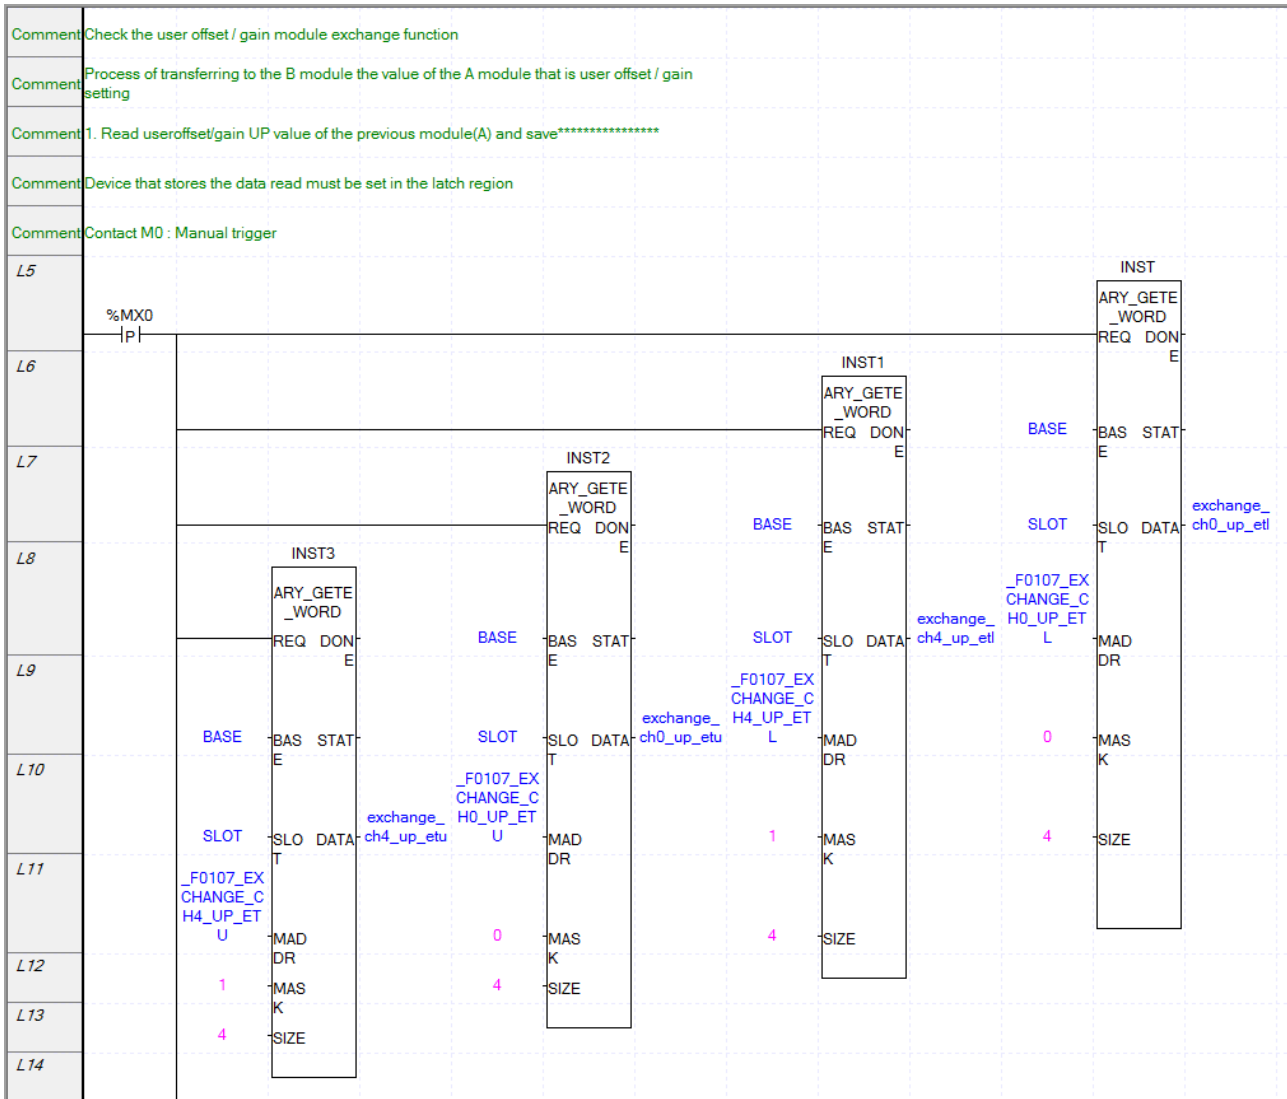 Comment Check the user offset / gain module exchange function
Comment Process of transferring to the B module the value of the A module that is user offset / gain
setting
Comment 1. Read useroffset/gain UP value of the previous module(A) and save****************
Comment Device that stores the data read must be set in the latch region
Comment Contact M0 : Manual trigger
L5
%MX0
P
INST
ARY_GETE
_WORD
REQ DON
E
BASE
BAS STAT
E
SLOT
SLO DATA
T
exchange_
ch0_up_etl
_F0107_EX
CHANGE_C
H0_UP_ET
L
MAD
DR
0
MAS
K
4
SIZE
L6
INST1
ARY_GETE
_WORD
REQ DON
E
BASE
BAS STAT
E
SLOT
SLO DATA
T
exchange_
ch4_up_etl
_F0107_EX
CHANGE_C
H4_UP_ET
L
MAD
DR
1
MAS
K
4
SIZE
L7
INST2
ARY_GETE
_WORD
REQ DON
E
BASE
BAS STAT
E
SLOT
SLO DATA
T
exchange_
ch0_up_etu
_F0107_EX
CHANGE_C
H0_UP_ET
U
MAD
DR
0
MAS
K
4
SIZE
L8
INST3
ARY_GETE
_WORD
REQ DON
E
L9
BASE
BAS STAT
E
L10
SLOT
SLO DATA
T
exchange_
ch4_up_etu
L11
_F0107_EX
CHANGE_C
H4_UP_ET
U
MAD
DR
L12
1
MAS
K
L13
4
SIZE
L14